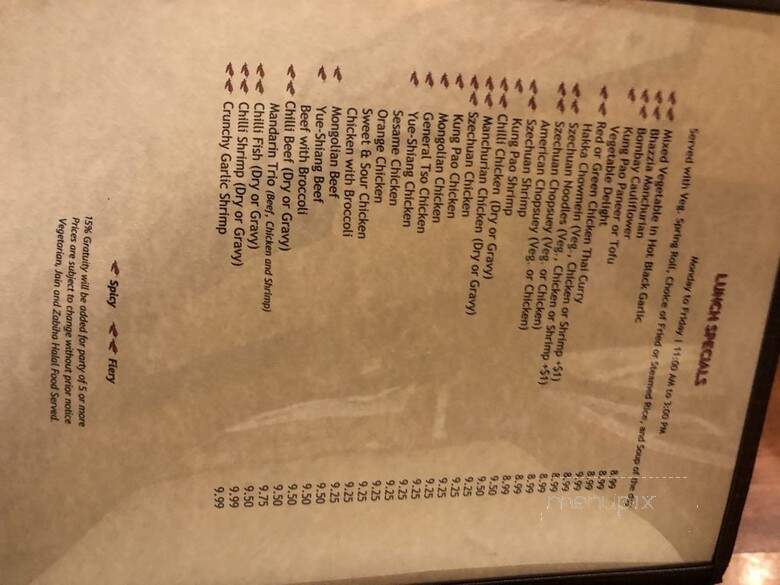 LUNCH SPECIALS
Monday to Friday | 11:00 AM to 3:00 PM
Served with Veg. Spring Roll, Choice of Fried or Steamed Rice, and Soup of the
Mixed Vegetable in Hot Black Garlic
Bhazzia Manchurian
Bombay Cauliflower
Kung Pao Paneer or Tofu 8.99
Vegetable Delight 8.99
Red or Green Chicken Thai Curry
Hakka Chowmein (Veg., Chicken or Shrimp +$1) 8.99
Szechuan Noodles (Veg., Chicken or Shrimp +$1) 8.99
Szechuan Chopsuey (Veg. or Chicken) 8.99
American Chopsuey (Veg. or Chicken) 8.99
Szechuan Shrimp 8.99
Kung Pao Shrimp 8.99
Chilli Chicken (Dry or Gravy) 9.50
Manchurian Chicken (Dry or Gravy) 9.50
Szechuan Chicken 9.25
Kung Pao Chicken 9.25
Mongolian Chicken 9.25
General Tso Chicken 9.25
Yue-Shiang Chicken 9.25
Sesame Chicken 9.25
Orange Chicken 9.25
Sweet & Sour Chicken 9.25
Chicken with Broccoli 9.25
Mongolian Beef 9.50
Yue-Shiang Beef 9.50
Beef with Broccoli 9.50
Chilli Beef (Dry or Gravy) 9.50
Mandarin Trio (Beef, Chicken and Shrimp) 9.75
Chilli Fish (Dry or Gravy) 9.50
Chilli Shrimp (Dry or Gravy) 9.99
Crunchy Garlic Shrimp 9.99
Spicy Fiery
15% Gratuity will be added for party of 5 or more
Prices are subject to change without prior notice
Vegetarian, Jain and Zabiha Halal Food Served.
menupix